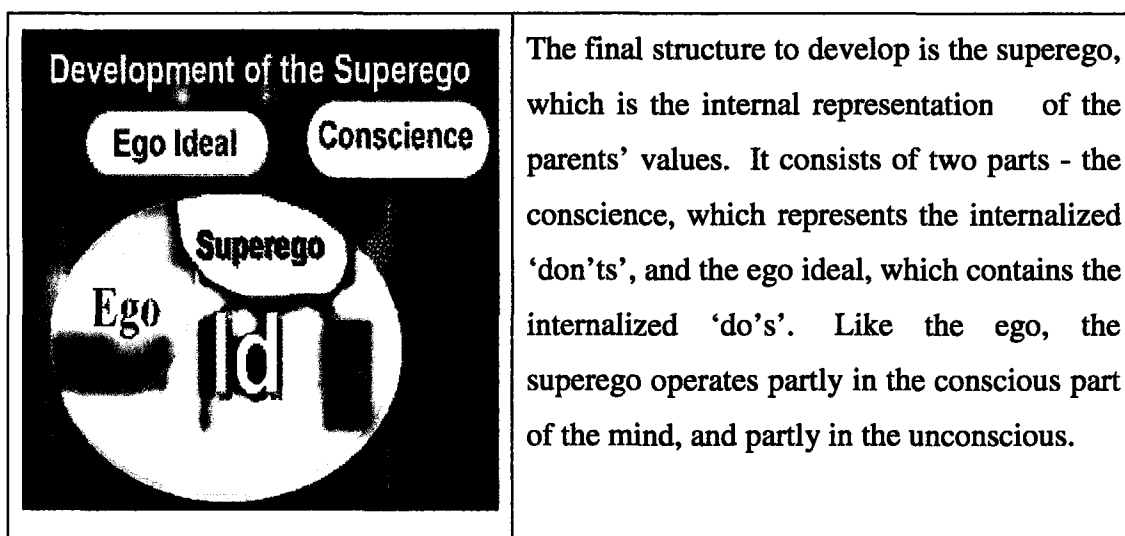 Development of the Superego
Ego Ideal
Conscience
Superego
Ego
Id
The final structure to develop is the superego,
which is the internal representation of the
parents' values. It consists of two parts - the
conscience, which represents the internalized
'don'ts', and the ego ideal, which contains the
internalized 'do's'. Like the ego, the
superego operates partly in the conscious part
of the mind, and partly in the unconscious.